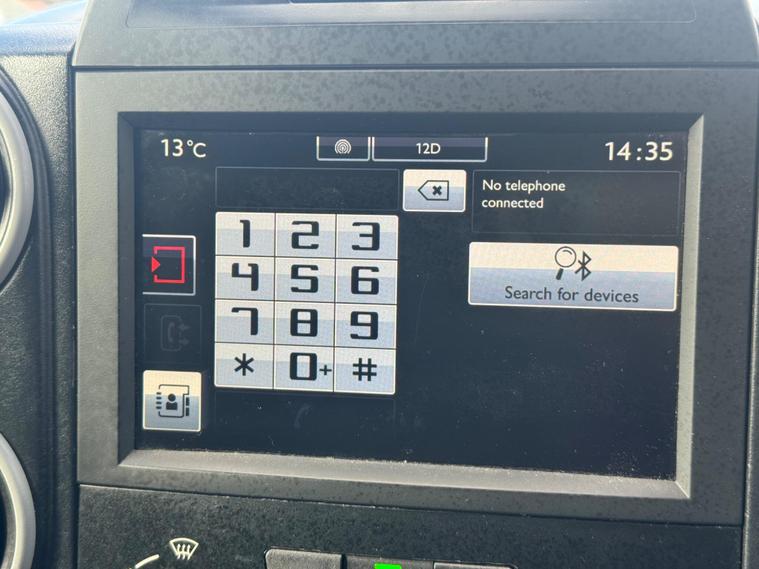 13°C
12D
14:35
No telephone
connected
1 2 3
4 5 6
7 8 9
* 0+ #
Search for devices